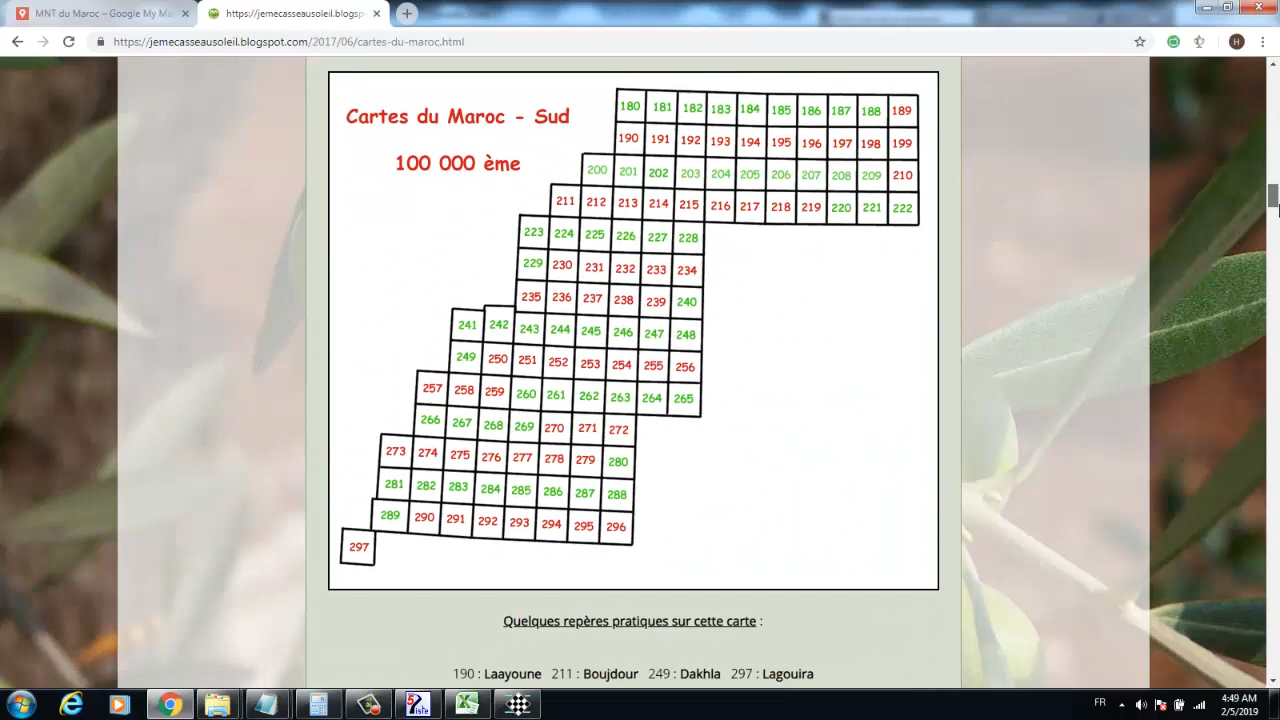 MNT du Maroc – Google My Ma
https://jemecasseausoleil.blogsp
https://jemecasseausoleil.blogspot.com/2017/06/cartes-du-maroc.html
H
Cartes du Maroc - Sud
100 000 ème
180 181 182 183 184 185 186 187 188 189
190 191 192 193 194 195 196 197 198 199
200 201 202 203 204 205 206 207 208 209 210
211 212 213 214 215 216 217 218 219 220 221 222
223 224 225 226 227 228
229 230 231 232 233 234
235 236 237 238 239 240
241 242 243 244 245 246 247 248
249 250 251 252 253 254 255 256
257 258 259 260 261 262 263 264 265
266 267 268 269 270 271 272
273 274 275 276 277 278 279 280
281 282 283 284 285 286 287 288
289 290 291 292 293 294 295 296
297
Quelques repères pratiques sur cette carte :
190 : Laayoune 211 : Boujdour 249 : Dakhla 297 : Lagouira
FR
4:49 AM
2/5/2019